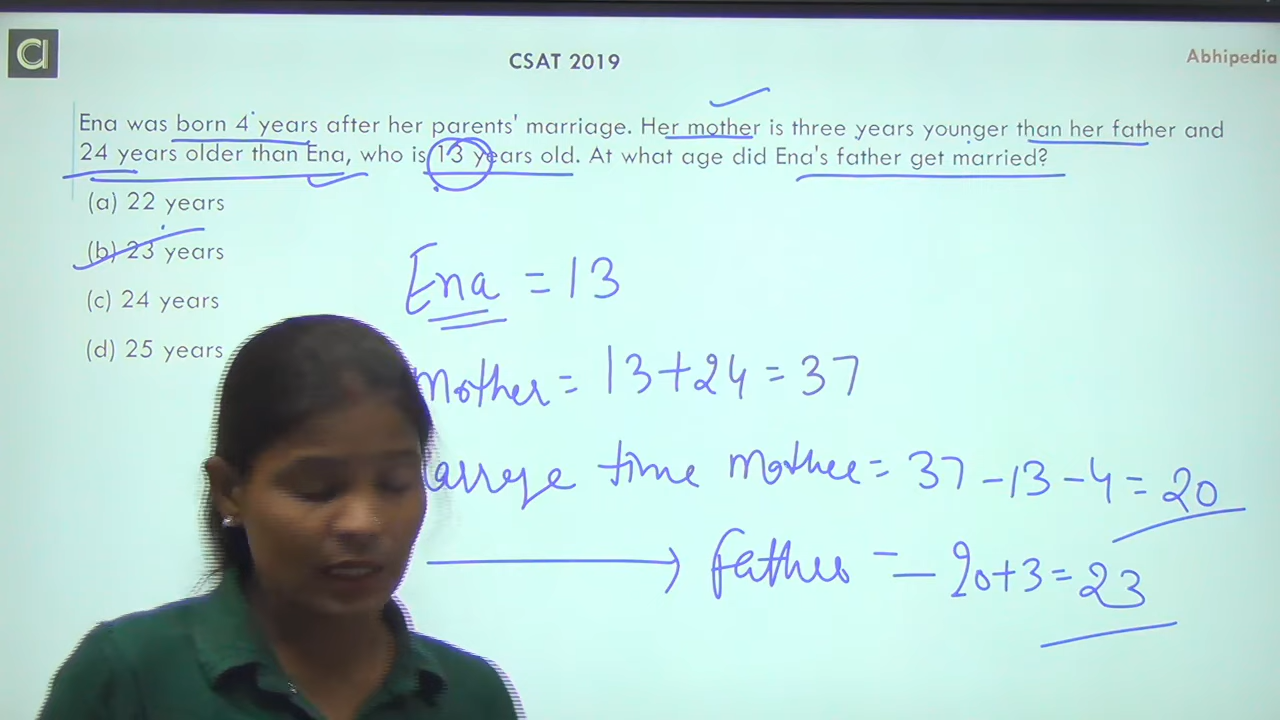 CSAT 2019
Abhipedia
Ena was born 4 years after her parents' marriage. Her mother is three years younger than her father and
24 years older than Ena, who is 13 years old. At what age did Ena's father get married?
(a) 22 years
(b) 23 years
(c) 24 years
(d) 25 years
Ena = 13
Mother = 13+24 = 37
time mother = 37 -13 -4 = 20
father = 20+3 = 23